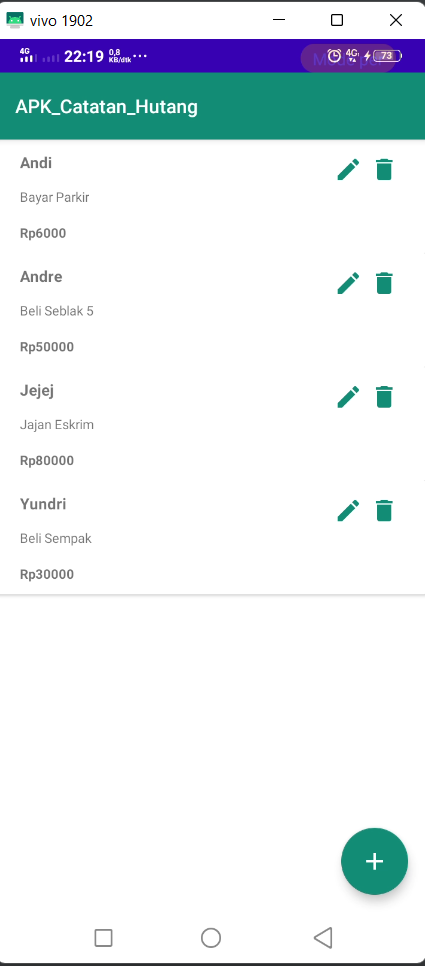 vivo 1902
4G 22:19 0,8 KB/dtk ... 4G 73
APK_Catatan_Hutang
Andi
Bayar Parkir
Rp6000
Andre
Beli Seblak 5
Rp50000
Jejej
Jajan Eskrim
Rp80000
Yundri
Beli Sempak
Rp30000